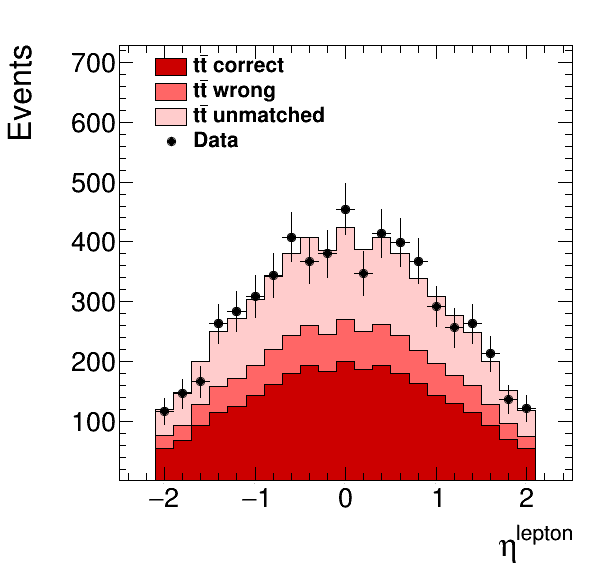 Events
700
600
500
400
300
200
100
tt̄ correct
tt̄ wrong
tt̄ unmatched
Data
−2 −1 0 1 2
η^lepton